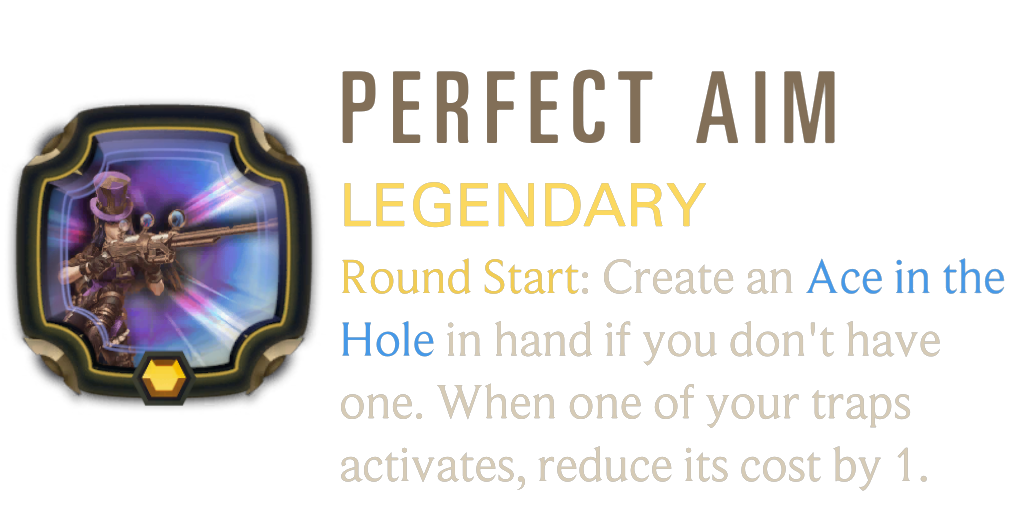 PERFECT AIM
LEGENDARY
Round Start: Create an Ace in the
Hole in hand if you don't have
one. When one of your traps
activates, reduce its cost by 1.